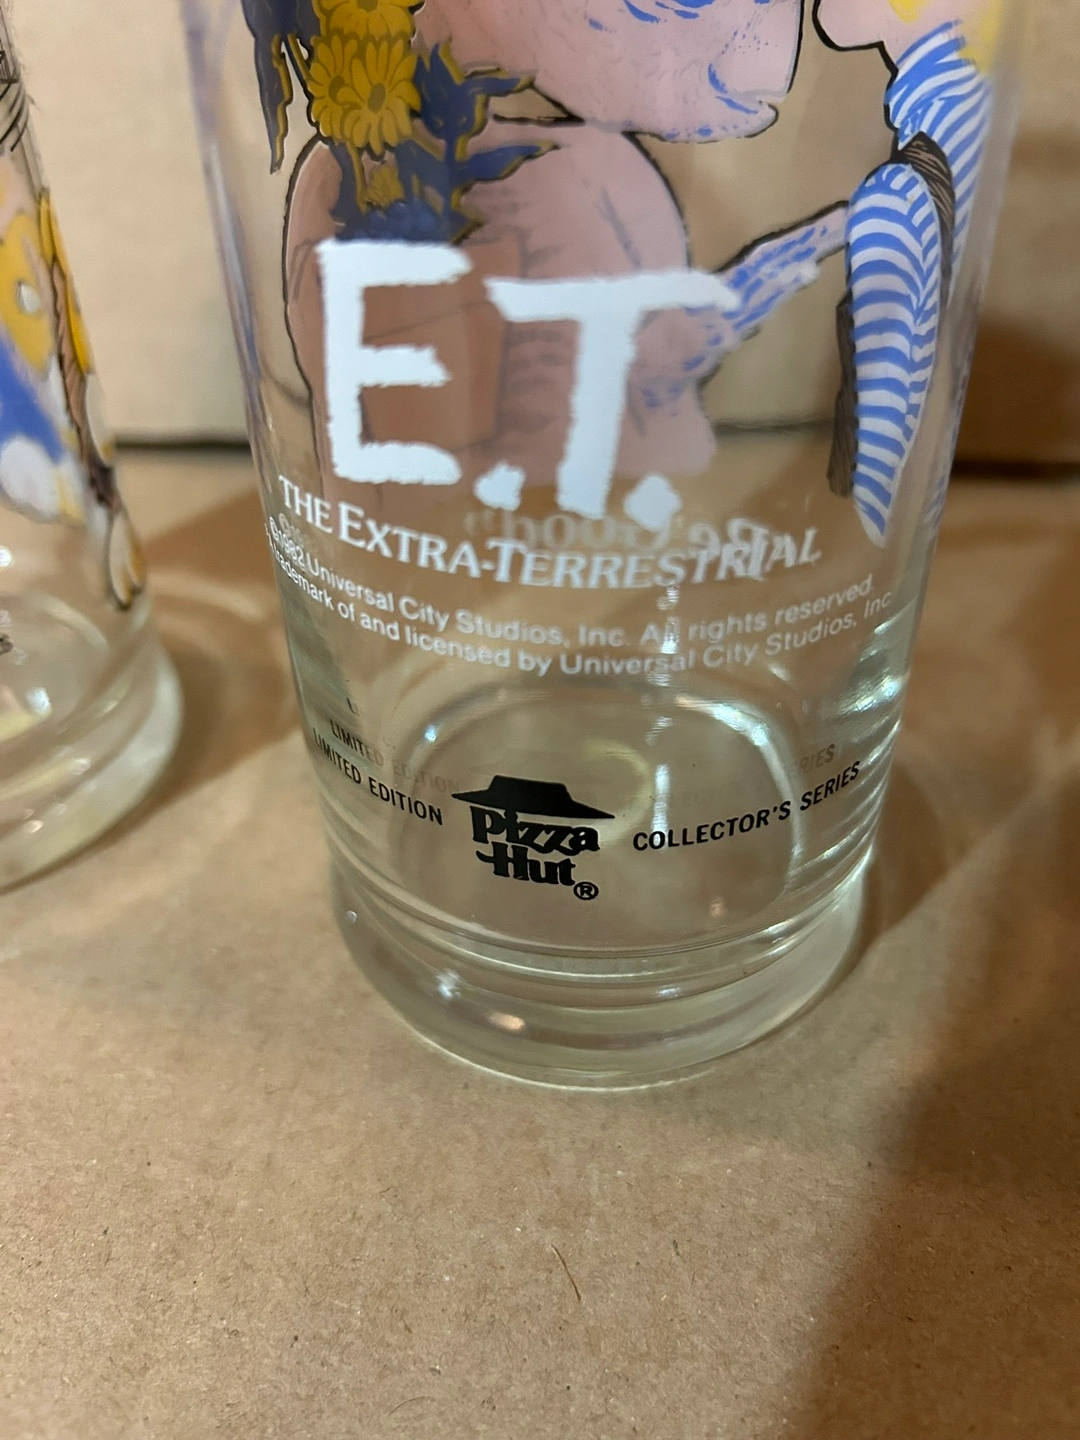 E.T.
THE EXTRA-TERRESTRIAL
©1982 Universal City Studios, Inc. All rights reserved.
trademark of and licensed by Universal City Studios, Inc.
LIMITED EDITION
Pizza
Hut®
COLLECTOR'S SERIES
Be Good